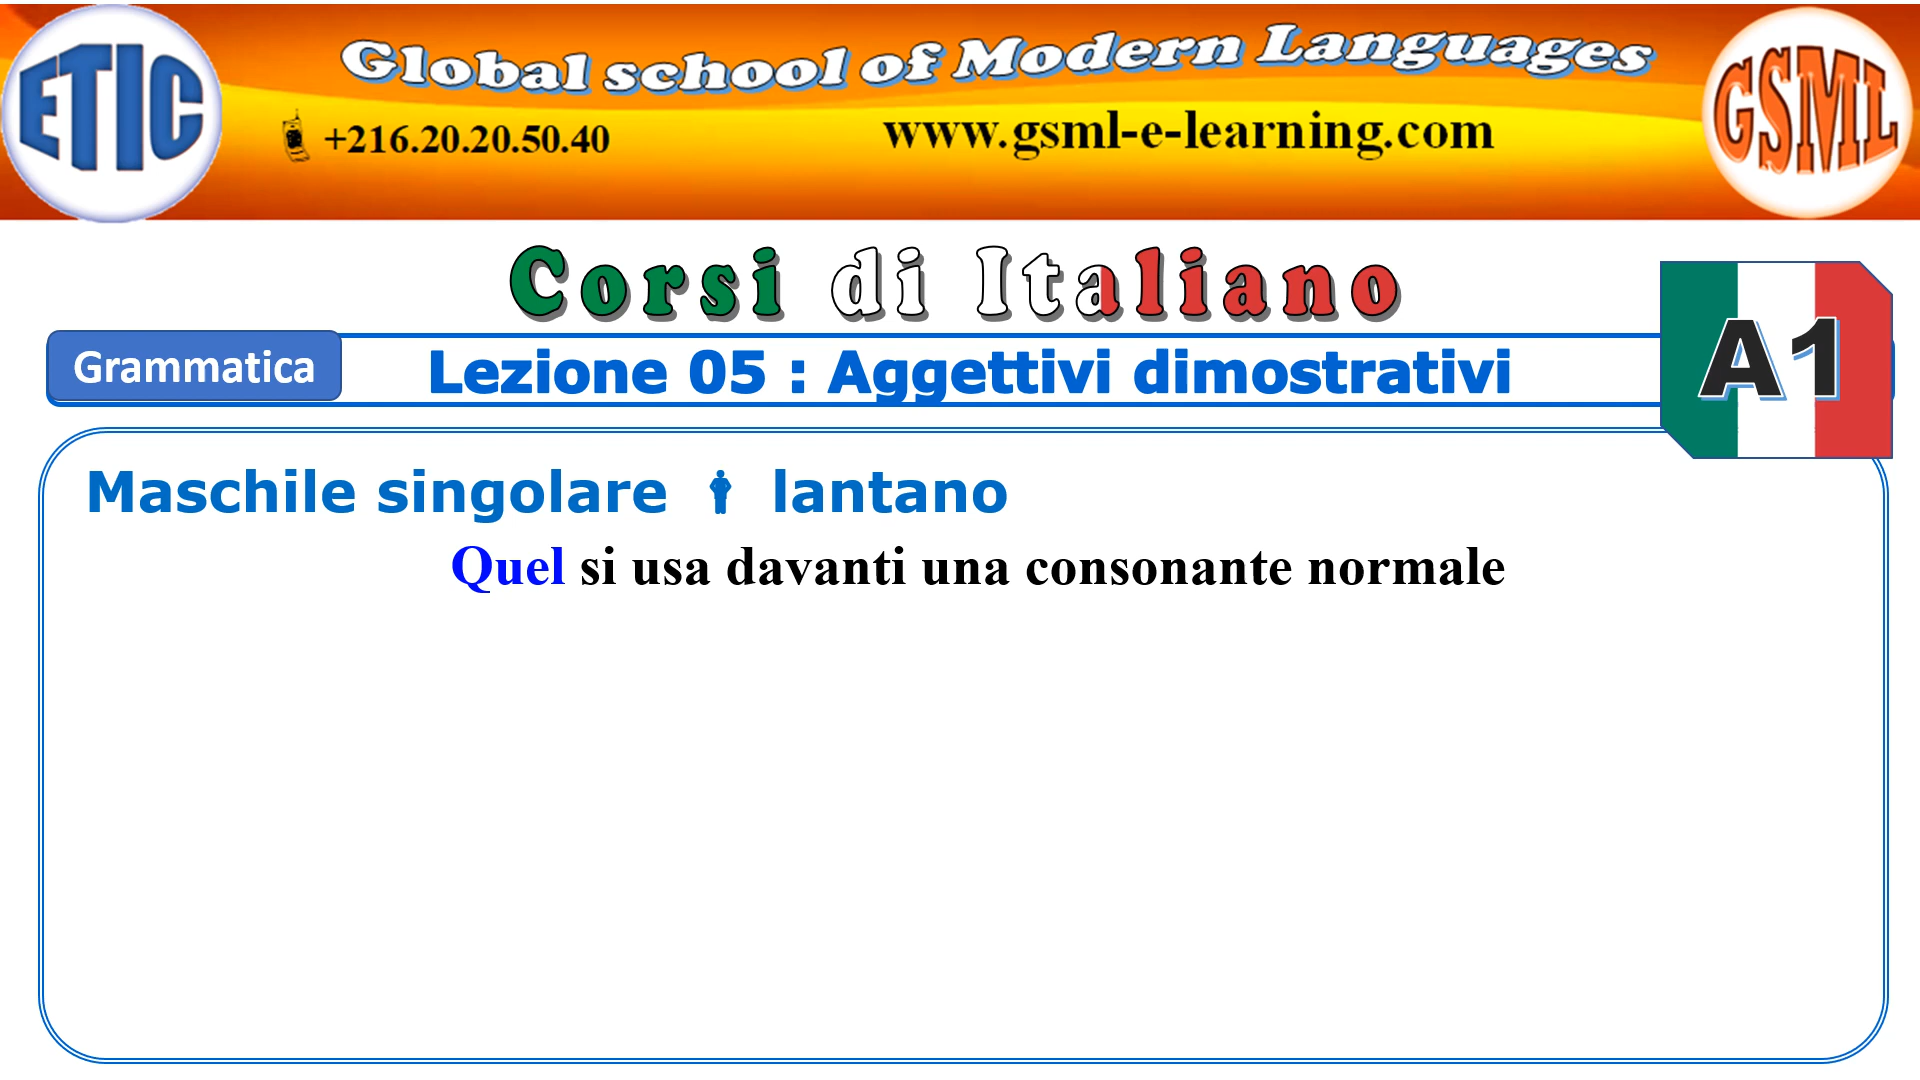 ETIC
Global school of Modern Languages
GSML
+216.20.20.50.40
www.gsml-e-learning.com
Corsi di Italiano
A1
Grammatica
Lezione 05 : Aggettivi dimostrativi
Maschile singolare lantano
Quel si usa davanti una consonante normale